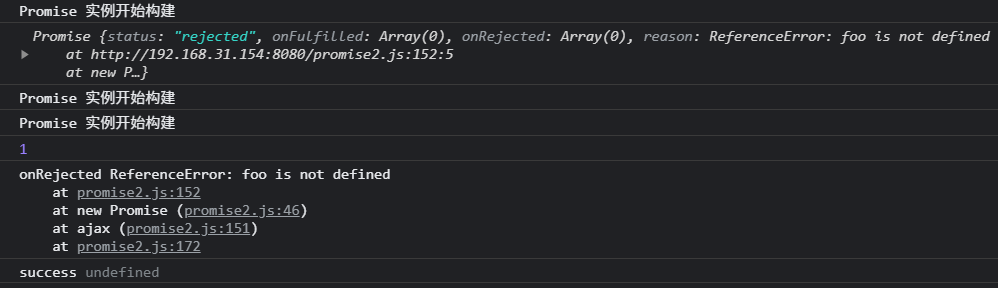 Promise 实例开始构建
Promise {status: "rejected", onFulfilled: Array(0), onRejected: Array(0), reason: ReferenceError: foo is not defined
at http://192.168.31.154:8080/promise2.js:152:5
at new P…}
Promise 实例开始构建
Promise 实例开始构建
1
onRejected ReferenceError: foo is not defined
at promise2.js:152
at new Promise (promise2.js:46)
at ajax (promise2.js:151)
at promise2.js:172
success undefined